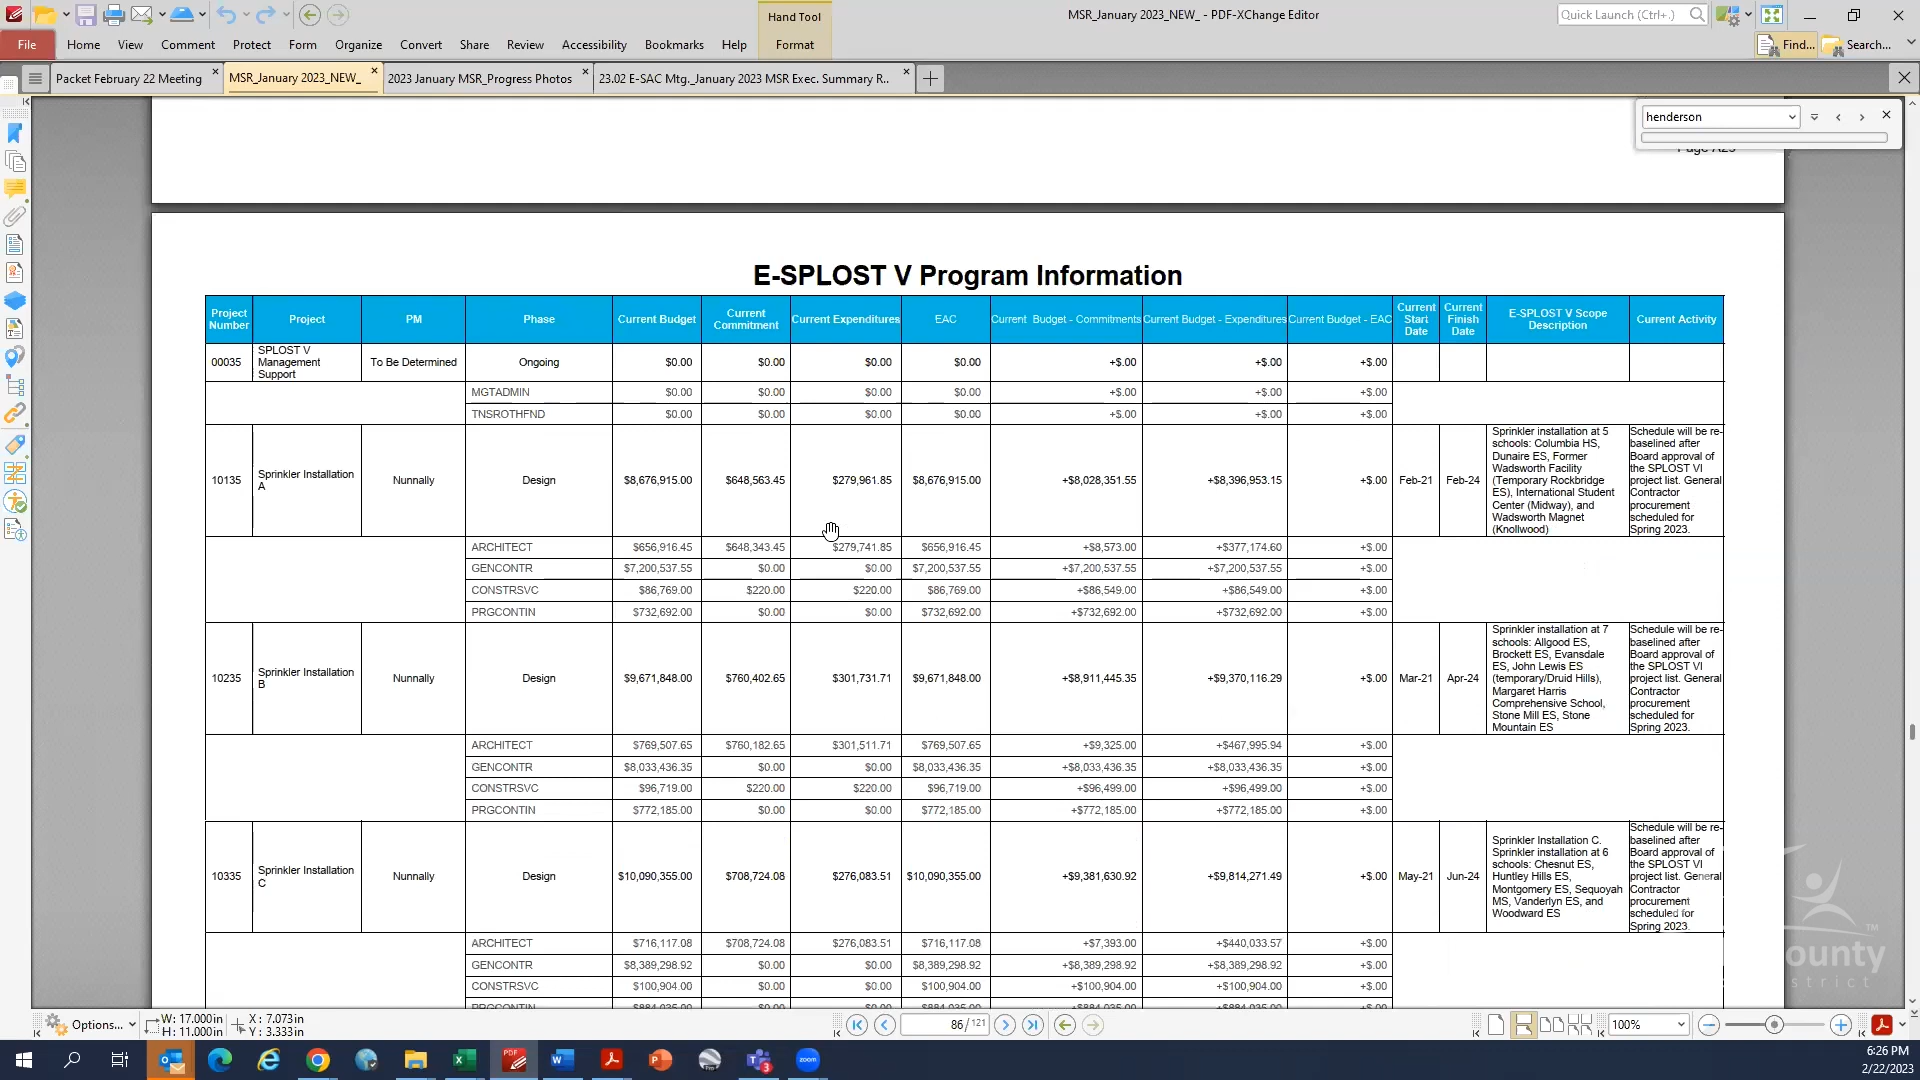 Hand Tool
MSR_January 2023_NEW_ - PDF-XChange Editor
Quick Launch (Ctrl+.)
File Home View Comment Protect Form Organize Convert Share Review Accessibility Bookmarks Help Format Find... Search...
Packet February 22 Meeting MSR_January 2023_NEW_ 2023 January MSR_Progress Photos 23.02 E-SAC Mtg._January 2023 MSR Exec. Summary R..
henderson
E-SPLOST V Program Information
Project Number Project PM Phase Current Budget Current Commitment Current Expenditures EAC Current Budget - Commitments Current Budget - Expenditures Current Budget - EAC Current Start Date Current Finish Date E-SPLOST V Scope Description Current Activity
00035 SPLOST V Management Support To Be Determined Ongoing $0.00 $0.00 $0.00 $0.00 +$.00 +$.00 +$.00
MGTADMIN $0.00 $0.00 $0.00 $0.00 +$.00 +$.00 +$.00
TNSROTHFND $0.00 $0.00 $0.00 $0.00 +$.00 +$.00 +$.00
10135 Sprinkler Installation A Nunnally Design $8,676,915.00 $648,563.45 $279,961.85 $8,676,915.00 +$8,028,351.55 +$8,396,953.15 +$.00 Feb-21 Feb-24
Sprinkler installation at 5
schools: Columbia HS,
Dunaire ES, Former
Wadsworth Facility
(Temporary Rockbridge
ES), International Student
Center (Midway), and
Wadsworth Magnet
(Knollwood)
Schedule will be re-
baselined after
Board approval of
the SPLOST VI
project list. General
Contractor
procurement
scheduled for
Spring 2023.
ARCHITECT $656,916.45 $648,343.45 $279,741.85 $656,916.45 +$8,573.00 +$377,174.60 +$.00
GENCONTR $7,200,537.55 $0.00 $0.00 $7,200,537.55 +$7,200,537.55 +$7,200,537.55 +$.00
CONSTRSVC $86,769.00 $220.00 $220.00 $86,769.00 +$86,549.00 +$86,549.00 +$.00
PRGCONTIN $732,692.00 $0.00 $0.00 $732,692.00 +$732,692.00 +$732,692.00 +$.00
10235 Sprinkler Installation B Nunnally Design $9,671,848.00 $760,402.65 $301,731.71 $9,671,848.00 +$8,911,445.35 +$9,370,116.29 +$.00 Mar-21 Apr-24
Sprinkler installation at 7
schools: Allgood ES,
Brockett ES, Evansdale
ES, John Lewis ES
(temporary/Druid Hills),
Margaret Harris
Comprehensive School,
Stone Mill ES, Stone
Mountain ES
Schedule will be re-
baselined after
Board approval of
the SPLOST VI
project list. General
Contractor
procurement
scheduled for
Spring 2023.
ARCHITECT $769,507.65 $760,182.65 $301,511.71 $769,507.65 +$9,325.00 +$467,995.94 +$.00
GENCONTR $8,033,436.35 $0.00 $0.00 $8,033,436.35 +$8,033,436.35 +$8,033,436.35 +$.00
CONSTRSVC $96,719.00 $220.00 $220.00 $96,719.00 +$96,499.00 +$96,499.00 +$.00
PRGCONTIN $772,185.00 $0.00 $0.00 $772,185.00 +$772,185.00 +$772,185.00 +$.00
10335 Sprinkler Installation C Nunnally Design $10,090,355.00 $708,724.08 $276,083.51 $10,090,355.00 +$9,381,630.92 +$9,814,271.49 +$.00 May-21 Jun-24
Sprinkler Installation C.
Sprinkler installation at 6
schools: Chesnut ES,
Huntley Hills ES,
Montgomery ES, Sequoyah
MS, Vanderlyn ES, and
Woodward ES
Schedule will be re-
baselined after
Board approval of
the SPLOST VI
project list. General
Contractor
procurement
scheduled for
Spring 2023.
ARCHITECT $716,117.08 $708,724.08 $276,083.51 $716,117.08 +$7,393.00 +$440,033.57 +$.00
GENCONTR $8,389,298.92 $0.00 $0.00 $8,389,298.92 +$8,389,298.92 +$8,389,298.92 +$.00
CONSTRSVC $100,904.00 $0.00 $0.00 $100,904.00 +$100,904.00 +$100,904.00 +$.00
ounty
TM
strict
Options... W: 17.000in X: 7.073in
H: 11.000in Y: 3.333in
86 / 121 100%
6:26 PM
2/22/2023